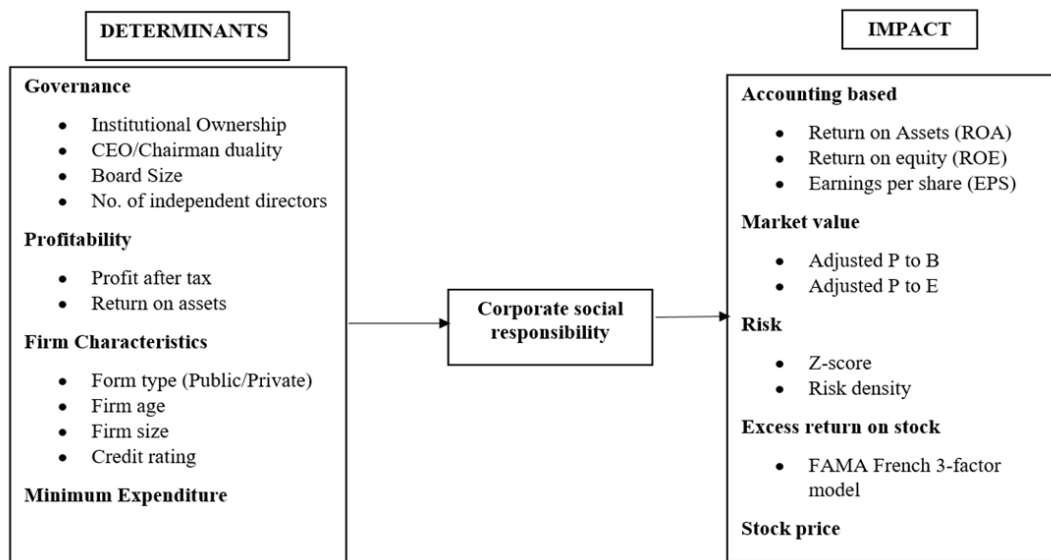 DETERMINANTS
Governance
• Institutional Ownership
• CEO/Chairman duality
• Board Size
• No. of independent directors
Profitability
• Profit after tax
• Return on assets
Firm Characteristics
• Form type (Public/Private)
• Firm age
• Firm size
• Credit rating
Minimum Expenditure
Corporate social
responsibility
IMPACT
Accounting based
• Return on Assets (ROA)
• Return on equity (ROE)
• Earnings per share (EPS)
Market value
• Adjusted P to B
• Adjusted P to E
Risk
• Z-score
• Risk density
Excess return on stock
• FAMA French 3-factor
model
Stock price